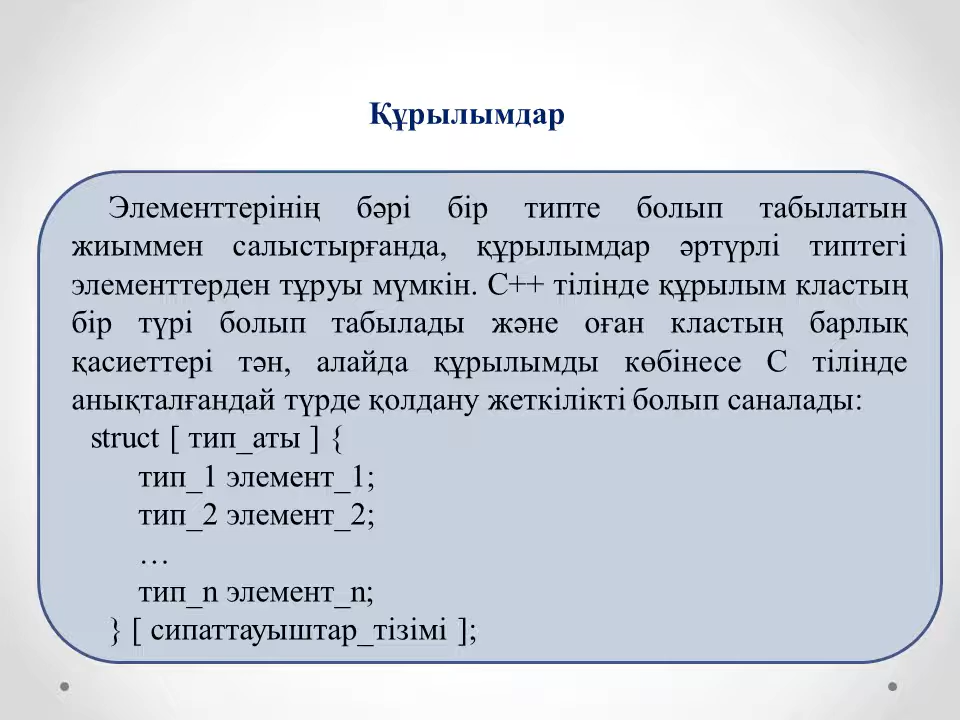 Құрылымдар
Элементтерінің бәрі бір типте болып табылатын
жиыммен салыстырғанда, құрылымдар әртүрлі типтегі
элементтерден тұруы мүмкін. С++ тілінде құрылым кластың
бір түрі болып табылады және оған кластың барлық
қасиеттері тән, алайда құрылымды көбінесе С тілінде
анықталғандай түрде қолдану жеткілікті болып саналады:
struct [ тип_аты ] {
тип_1 элемент_1;
тип_2 элемент_2;
…
тип_n элемент_n;
} [ сипаттауыштар_тізімі ];